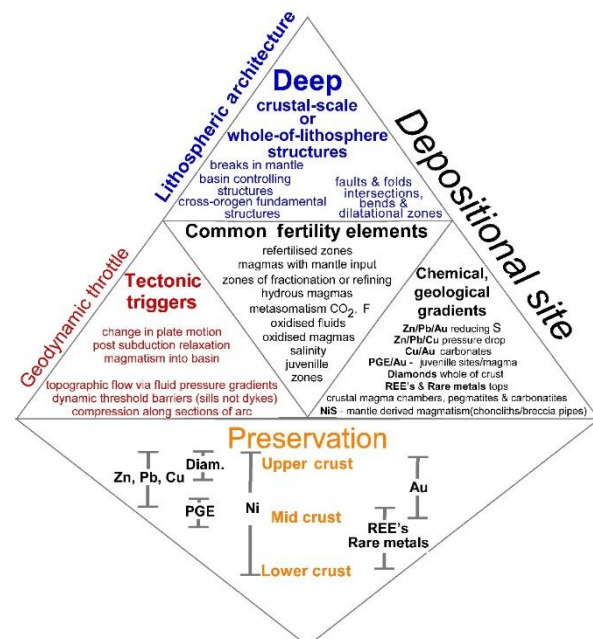 Lithospheric architecture
Deep
crustal-scale
or
whole-of-lithosphere
structures
breaks in mantle
basin controlling
structures
cross-orogen fundamental
structures
faults & folds
intersections,
bends &
dilatational zones
Depositional site
Geodynamic throttle
Tectonic
triggers
change in plate motion
post subduction relaxation
magmatism into basin
topographic flow via fluid pressure gradients
dynamic threshold barriers (sills not dykes)
compression along sections of arc
Common fertility elements
refertilised zones
magmas with mantle input
zones of fractionation or refining
hydrous magmas
metasomatism CO2. F
oxidised fluids
oxidised magmas
salinity
juvenille
zones
Chemical,
geological
gradients
Zn/Pb/Au reducing S
Zn/Pb/Cu pressure drop
Cu/Au carbonates
PGE/Au - juvenile sites/magma
Diamonds whole of crust
REE's & Rare metals tops
crustal magma chambers, pegmatites & carbonatites
NiS - mantle derived magmatism(chonoliths/breccia pipes)
Preservation
Zn, Pb, Cu
Diam.
PGE
Ni
Upper crust
Mid crust
Lower crust
Au
REE's
Rare metals